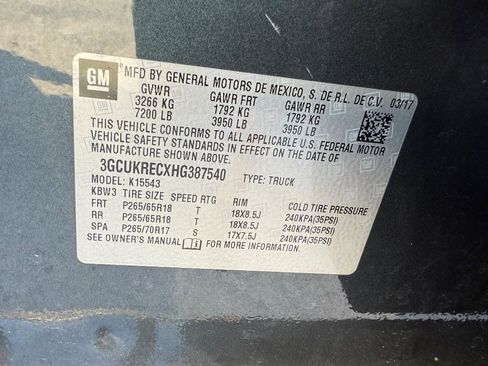 GM
MFD BY GENERAL MOTORS DE MEXICO, S. DE R.L. DE C.V. 03/17
GVWR GAWR FRT GAWR RR
3266 KG 1792 KG 1792 KG
7200 LB 3950 LB 3950 LB
THIS VEHICLE CONFORMS TO ALL APPLICABLE U.S. FEDERAL MOTOR
VEHICLE SAFETY STANDARDS IN EFFECT ON THE DATE OF
MANUFACTURE SHOWN ABOVE.
3GCUKRECXHG387540 TYPE: TRUCK
MODEL: K15543
KBW3 TIRE SIZE SPEED RTG RIM COLD TIRE PRESSURE
FRT P265/65R18 T 18X8.5J 240KPA(35PSI)
RR P265/65R18 T 18X8.5J 240KPA(35PSI)
SPA P265/70R17 S 17X7.5J 240KPA(35PSI)
SEE OWNER'S MANUAL FOR MORE INFORMATION.